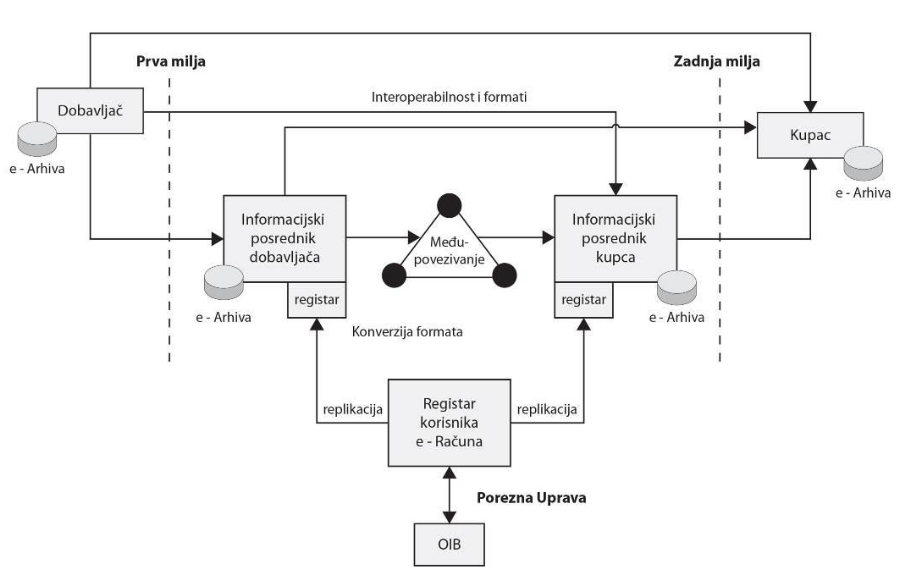 Prva milja
Zadnja milja
Dobavljač
Interoperabilnost i formati
Kupac
e - Arhiva
e - Arhiva
Informacijski
posrednik
dobavljača
Među-
povezivanje
Informacijski
posrednik
kupca
registar
registar
e - Arhiva
e - Arhiva
Konverzija formata
replikacija
Registar
korisnika
e - Računa
replikacija
Porezna Uprava
OIB